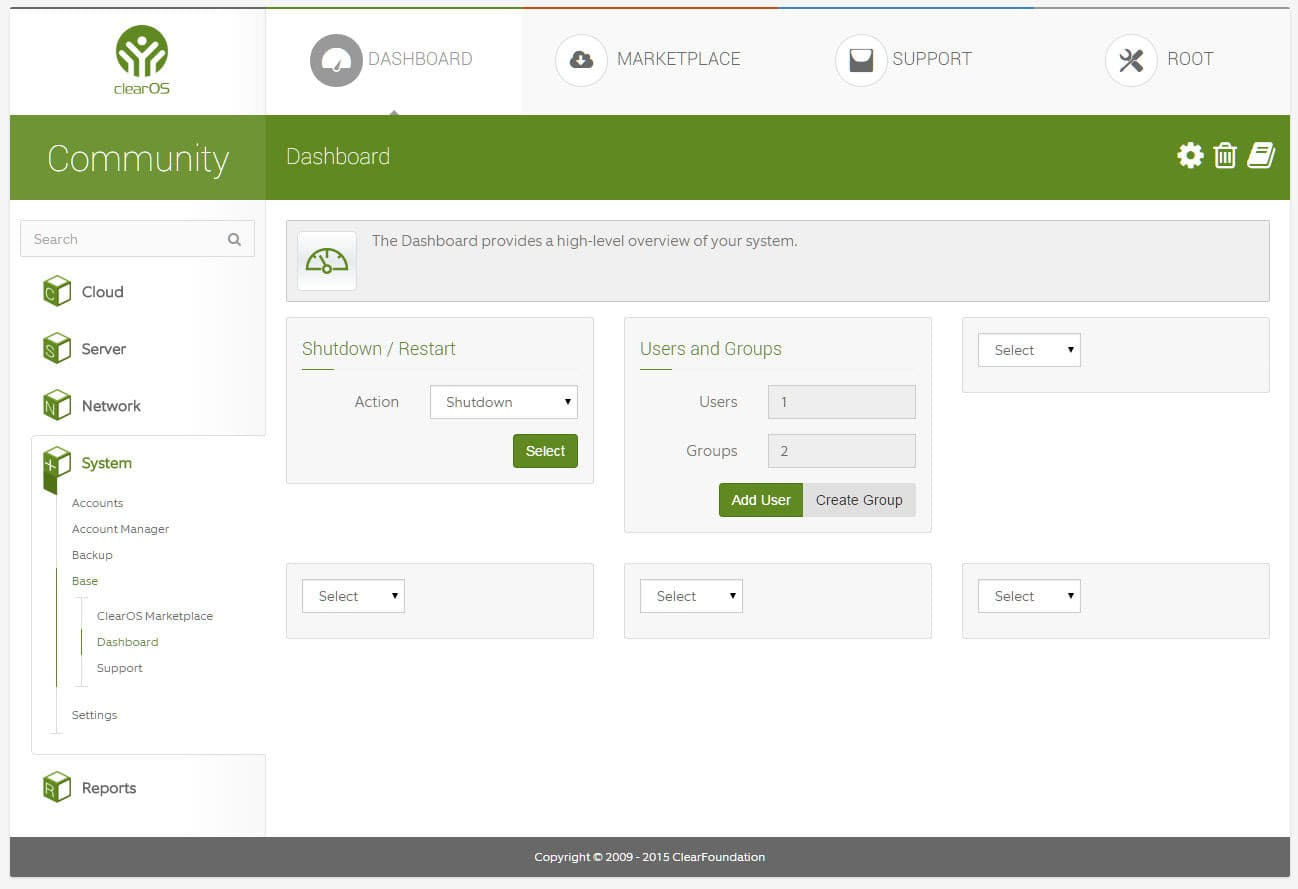 clearOS
DASHBOARD
MARKETPLACE
SUPPORT
ROOT
Community
Dashboard
Search
Cloud
Server
Network
System
Accounts
Account Manager
Backup
Base
ClearOS Marketplace
Dashboard
Support
Settings
Reports
The Dashboard provides a high-level overview of your system.
Shutdown / Restart
Action
Shutdown
Select
Users and Groups
Users
1
Groups
2
Add User
Create Group
Select
Select
Select
Select
Copyright © 2009 - 2015 ClearFoundation